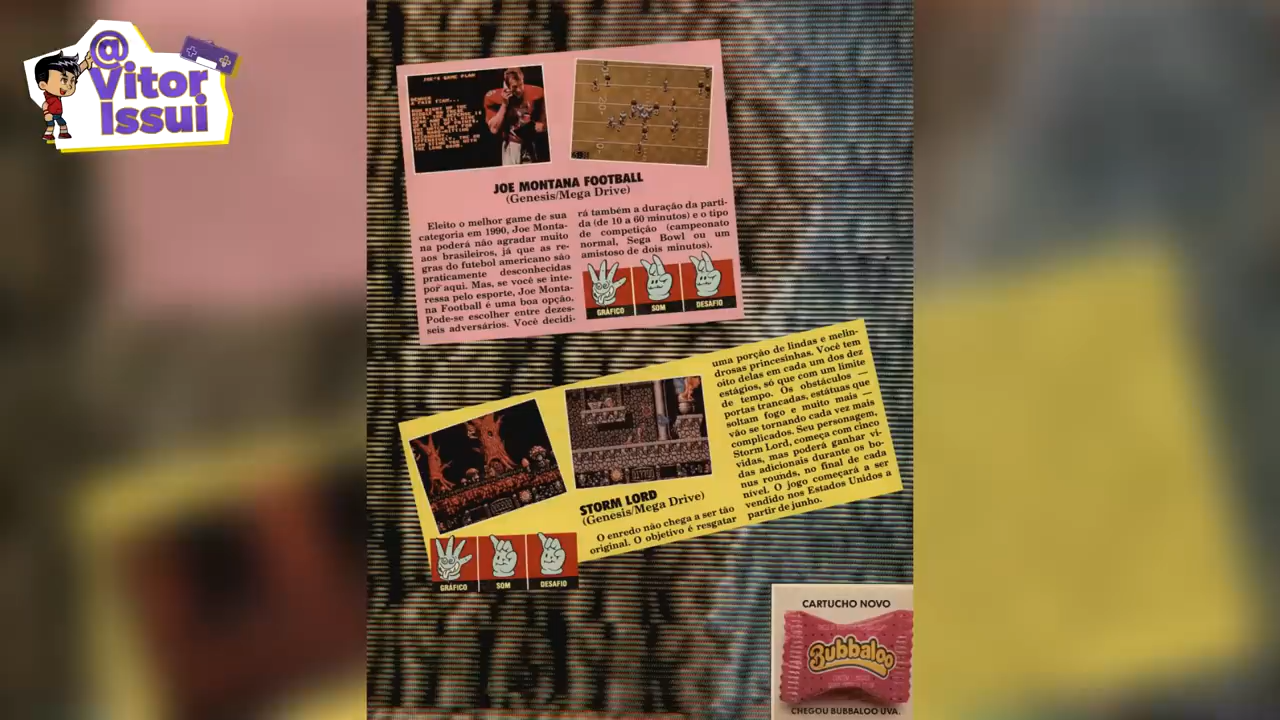 @
Vitor
Issui
JOE'S GAME PLAN
JOE MONTANA FOOTBALL
(Genesis/Mega Drive)
Eleito o melhor game de sua
categoria em 1990, Joe Monta-
na poderá não agradar muito
aos brasileiros, já que as re-
gras do futebol americano são
praticamente desconhecidas
por aqui. Mas, se você se inte-
ressa pelo esporte, Joe Monta-
na Football é uma boa opção.
Pode-se escolher entre dezes-
seis adversários. Você decidi-
rá também a duração da parti-
da (de 10 a 60 minutos) e o tipo
de competição (campeonato
normal, Sega Bowl ou um
amistoso de dois minutos).
GRÁFICO SOM DESAFIO
STORM LORD
(Genesis/Mega Drive)
O enredo não chega a ser tão
original. O objetivo é resgatar
uma porção de lindas e melin-
drosas princesinhas. Você tem
oito delas em cada um dos dez
estágios, só que com um limite
de tempo. Os obstáculos —
portas trancadas, estátuas que
soltam fogo e muito mais —
vão se tornando cada vez mais
complicados. Seu personagem,
Storm Lord, começa com cinco
vidas, mas poderá ganhar vi-
das adicionais durante os bo-
nus rounds, no final de cada
nível. O jogo começará a ser
vendido nos Estados Unidos a
partir de junho.
GRÁFICO SOM DESAFIO
CARTUCHO NOVO
Bubbaloo
CHEGOU BUBBALOO UVA.